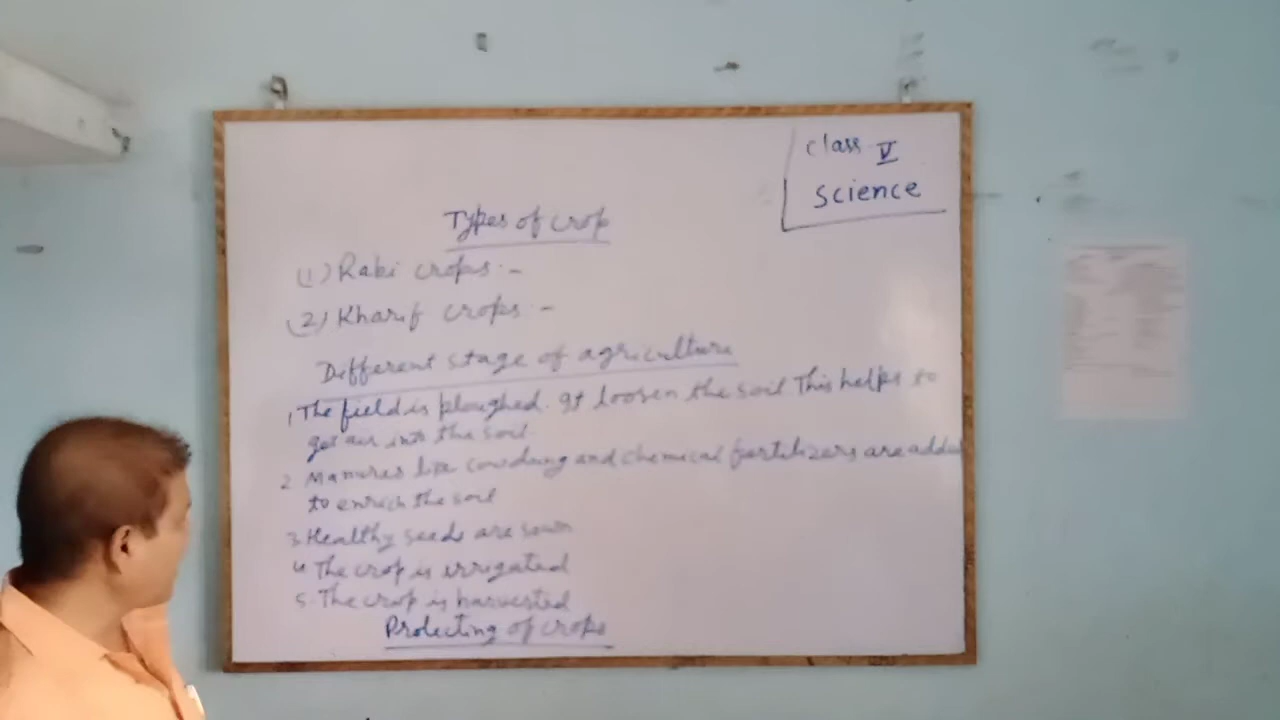 Class V
Science
Types of crop
(1) Rabi crops :-
(2) Kharif crops :-
Different stage of agriculture
1, The field is ploughed. It loosen the soil This helps to
get air into the soil
2 Manures like cowdung and chemical fertilizers are added
to enrich the soil
3. Healthy seeds are sown
4 The crop is irrigated
5. The crop is harvested
Protecting of crops